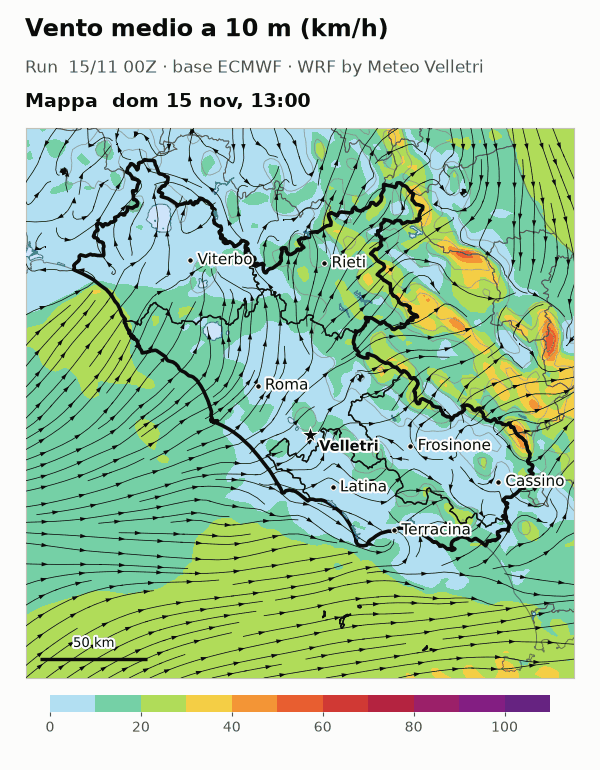 Vento medio a 10 m (km/h)
Run  15/11 00Z · base ECMWF · WRF by Meteo Velletri
Mappa  dom 15 nov, 13:00
Viterbo
Rieti
Roma
Velletri
Frosinone
Latina
Cassino
Terracina
50 km
0 20 40 60 80 100